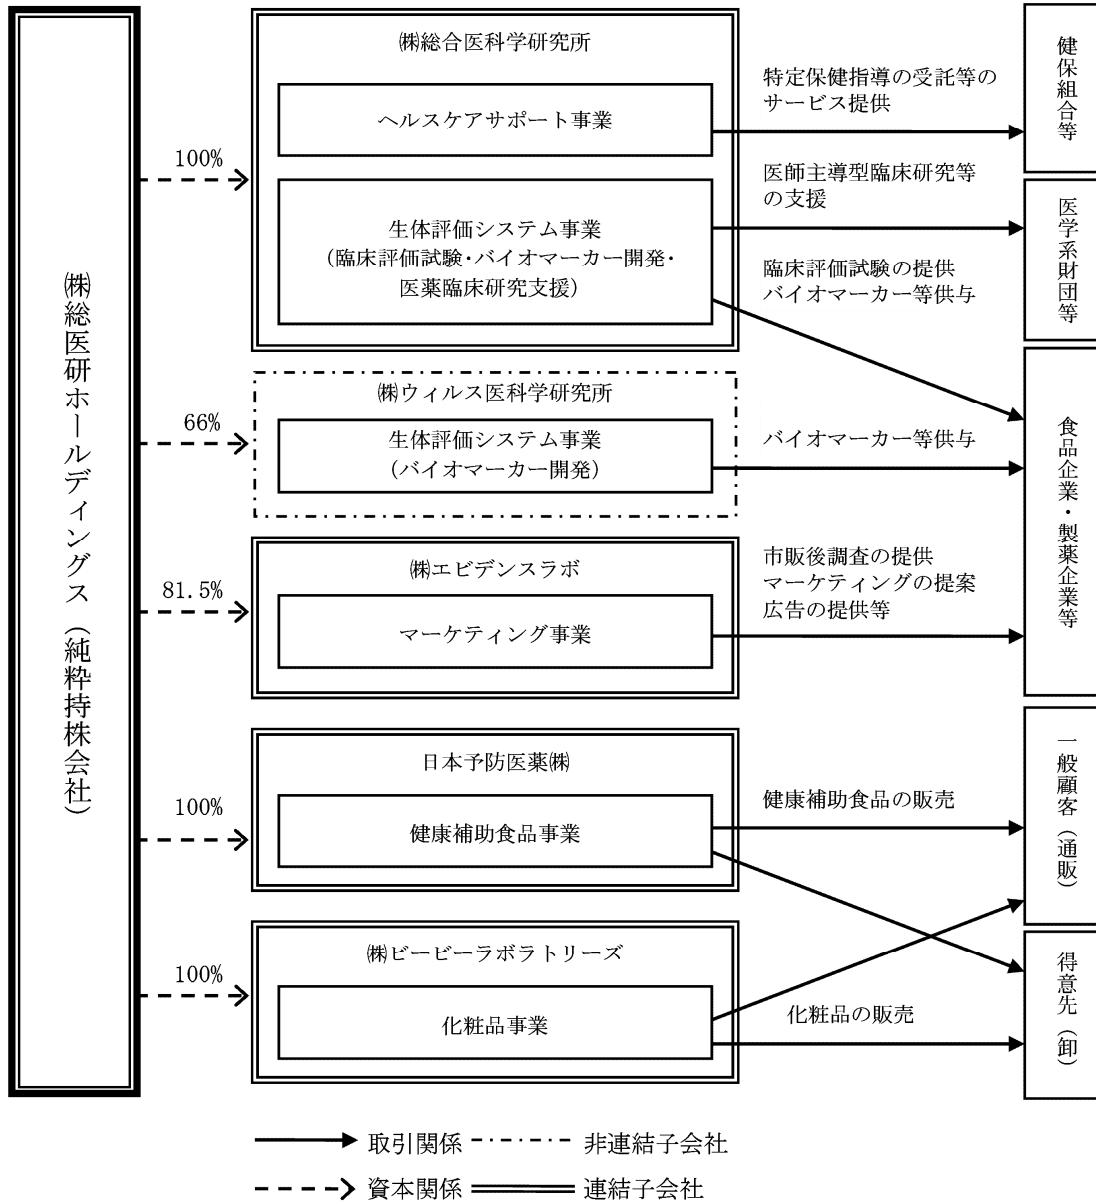 ㈱総医研ホールディングス（純粋持株会社）
100%
㈱総合医科学研究所
ヘルスケアサポート事業
生体評価システム事業
（臨床評価試験・バイオマーカー開発・
医薬臨床研究支援）
特定保健指導の受託等の
サービス提供
医師主導型臨床研究等
の支援
臨床評価試験の提供
バイオマーカー等供与
健保組合等
医学系財団等
66%
㈱ウィルス医科学研究所
生体評価システム事業
（バイオマーカー開発）
バイオマーカー等供与
食品企業・製薬企業等
81.5%
㈱エビデンスラボ
マーケティング事業
市販後調査の提供
マーケティングの提案
広告の提供等
100%
日本予防医薬㈱
健康補助食品事業
健康補助食品の販売
一般顧客（通販）
100%
㈱ビービーラボラトリーズ
化粧品事業
化粧品の販売
得意先（卸）
取引関係
非連結子会社
資本関係
連結子会社